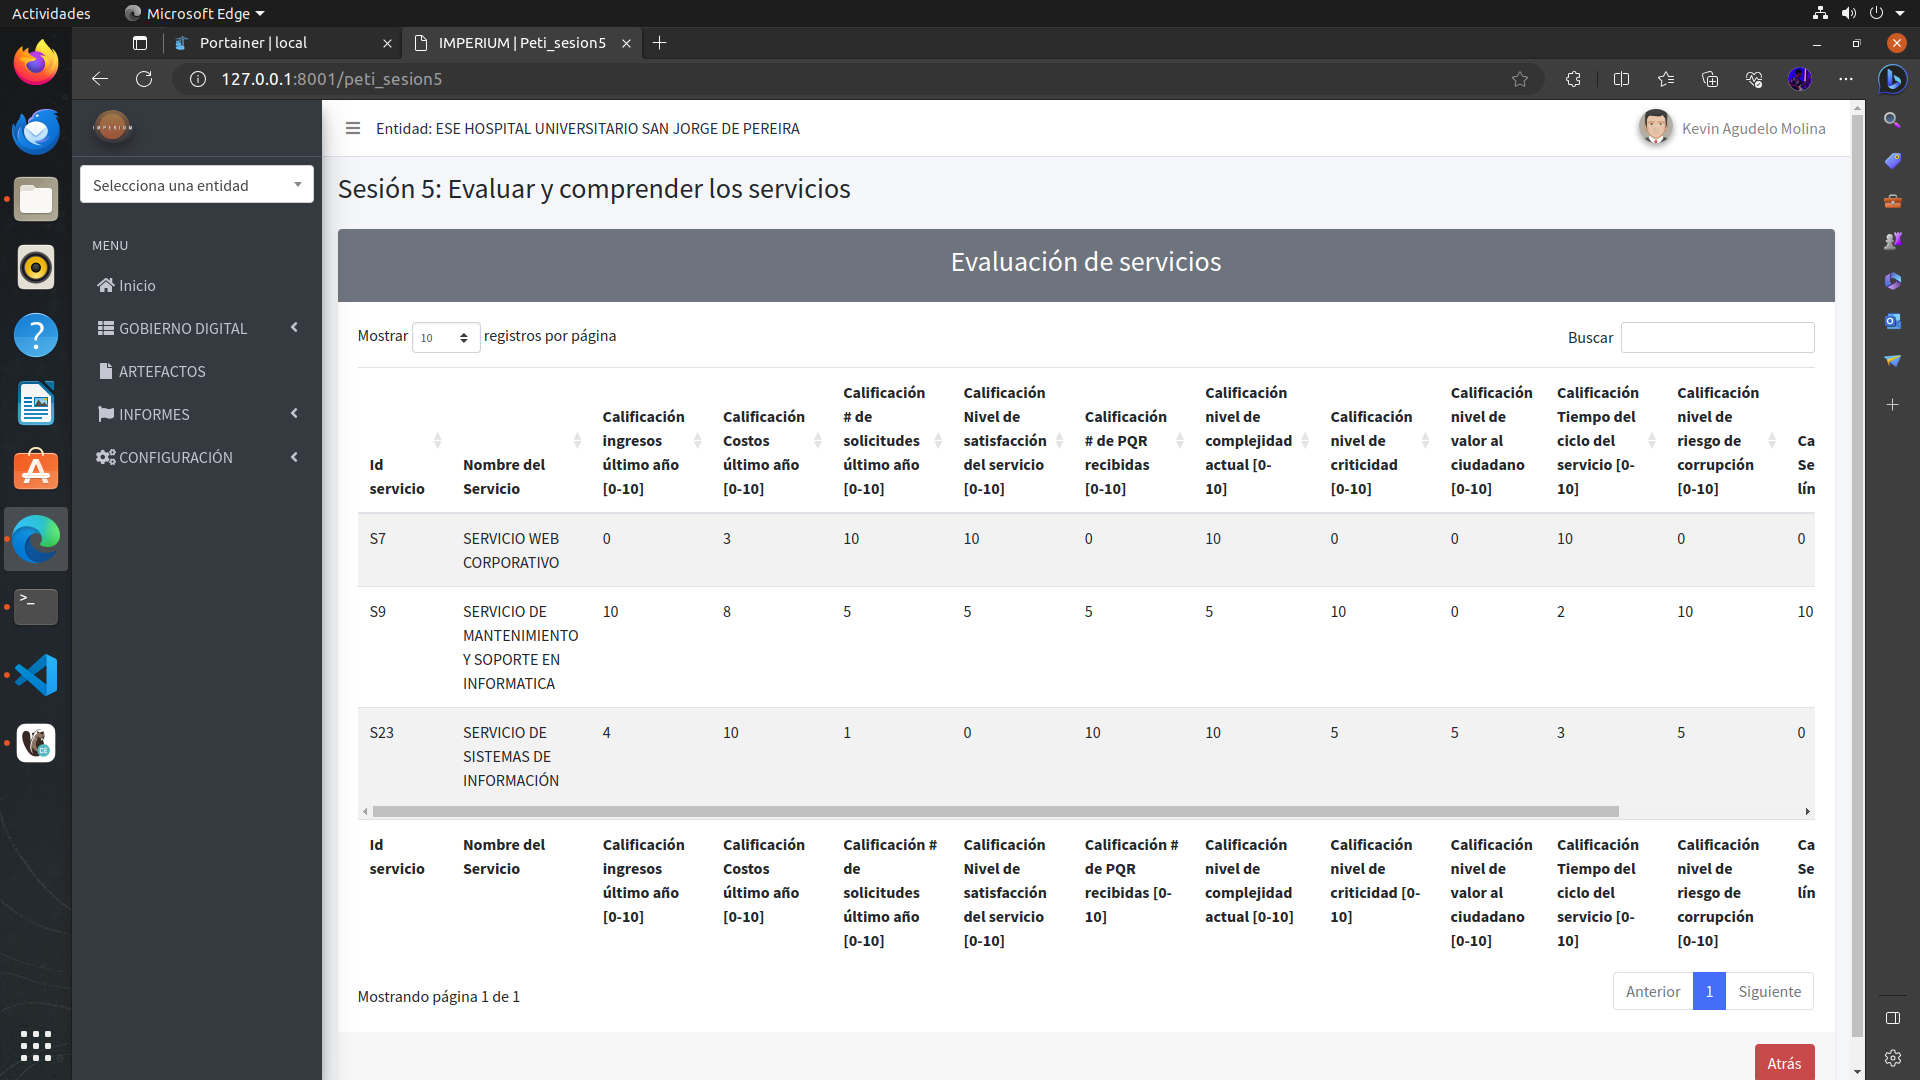 Actividades
Microsoft Edge
Portainer | local
IMPERIUM | Peti_sesion5
127.0.0.1:8001/peti_sesion5
IMPERIUM
Entidad: ESE HOSPITAL UNIVERSITARIO SAN JORGE DE PEREIRA
Kevin Agudelo Molina
Selecciona una entidad
MENU
Inicio
GOBIERNO DIGITAL
ARTEFACTOS
INFORMES
CONFIGURACIÓN
Sesión 5: Evaluar y comprender los servicios
Evaluación de servicios
Mostrar 10 registros por página
Buscar
Id
servicio
Nombre del
Servicio
Calificación
ingresos
último año
[0-10]
Calificación
Costos
último año
[0-10]
Calificación
# de
solicitudes
último año
[0-10]
Calificación
Nivel de
satisfacción
del servicio
[0-10]
Calificación
# de PQR
recibidas
[0-10]
Calificación
nivel de
complejidad
actual [0-
10]
Calificación
nivel de
criticidad
[0-10]
Calificación
nivel de
valor al
ciudadano
[0-10]
Calificación
Tiempo del
ciclo del
servicio [0-
10]
Calificación
nivel de
riesgo de
corrupción
[0-10]
Ca
Se
lín
S7
SERVICIO WEB
CORPORATIVO
0 3 10 10 0 10 0 0 10 0 0
S9
SERVICIO DE
MANTENIMIENTO
Y SOPORTE EN
INFORMATICA
10 8 5 5 5 5 10 0 2 10 10
S23
SERVICIO DE
SISTEMAS DE
INFORMACIÓN
4 10 1 0 10 10 5 5 3 5 0
Id
servicio
Nombre del
Servicio
Calificación
ingresos
último año
[0-10]
Calificación
Costos
último año
[0-10]
Calificación #
de
solicitudes
último año
[0-10]
Calificación
Nivel de
satisfacción
del servicio
[0-10]
Calificación #
de PQR
recibidas [0-
10]
Calificación
nivel de
complejidad
actual [0-10]
Calificación
nivel de
criticidad [0-
10]
Calificación
nivel de
valor al
ciudadano
[0-10]
Calificación
Tiempo del
ciclo del
servicio [0-
10]
Calificación
nivel de
riesgo de
corrupción
[0-10]
Ca
Se
lín
Mostrando página 1 de 1
Anterior 1 Siguiente
Atrás